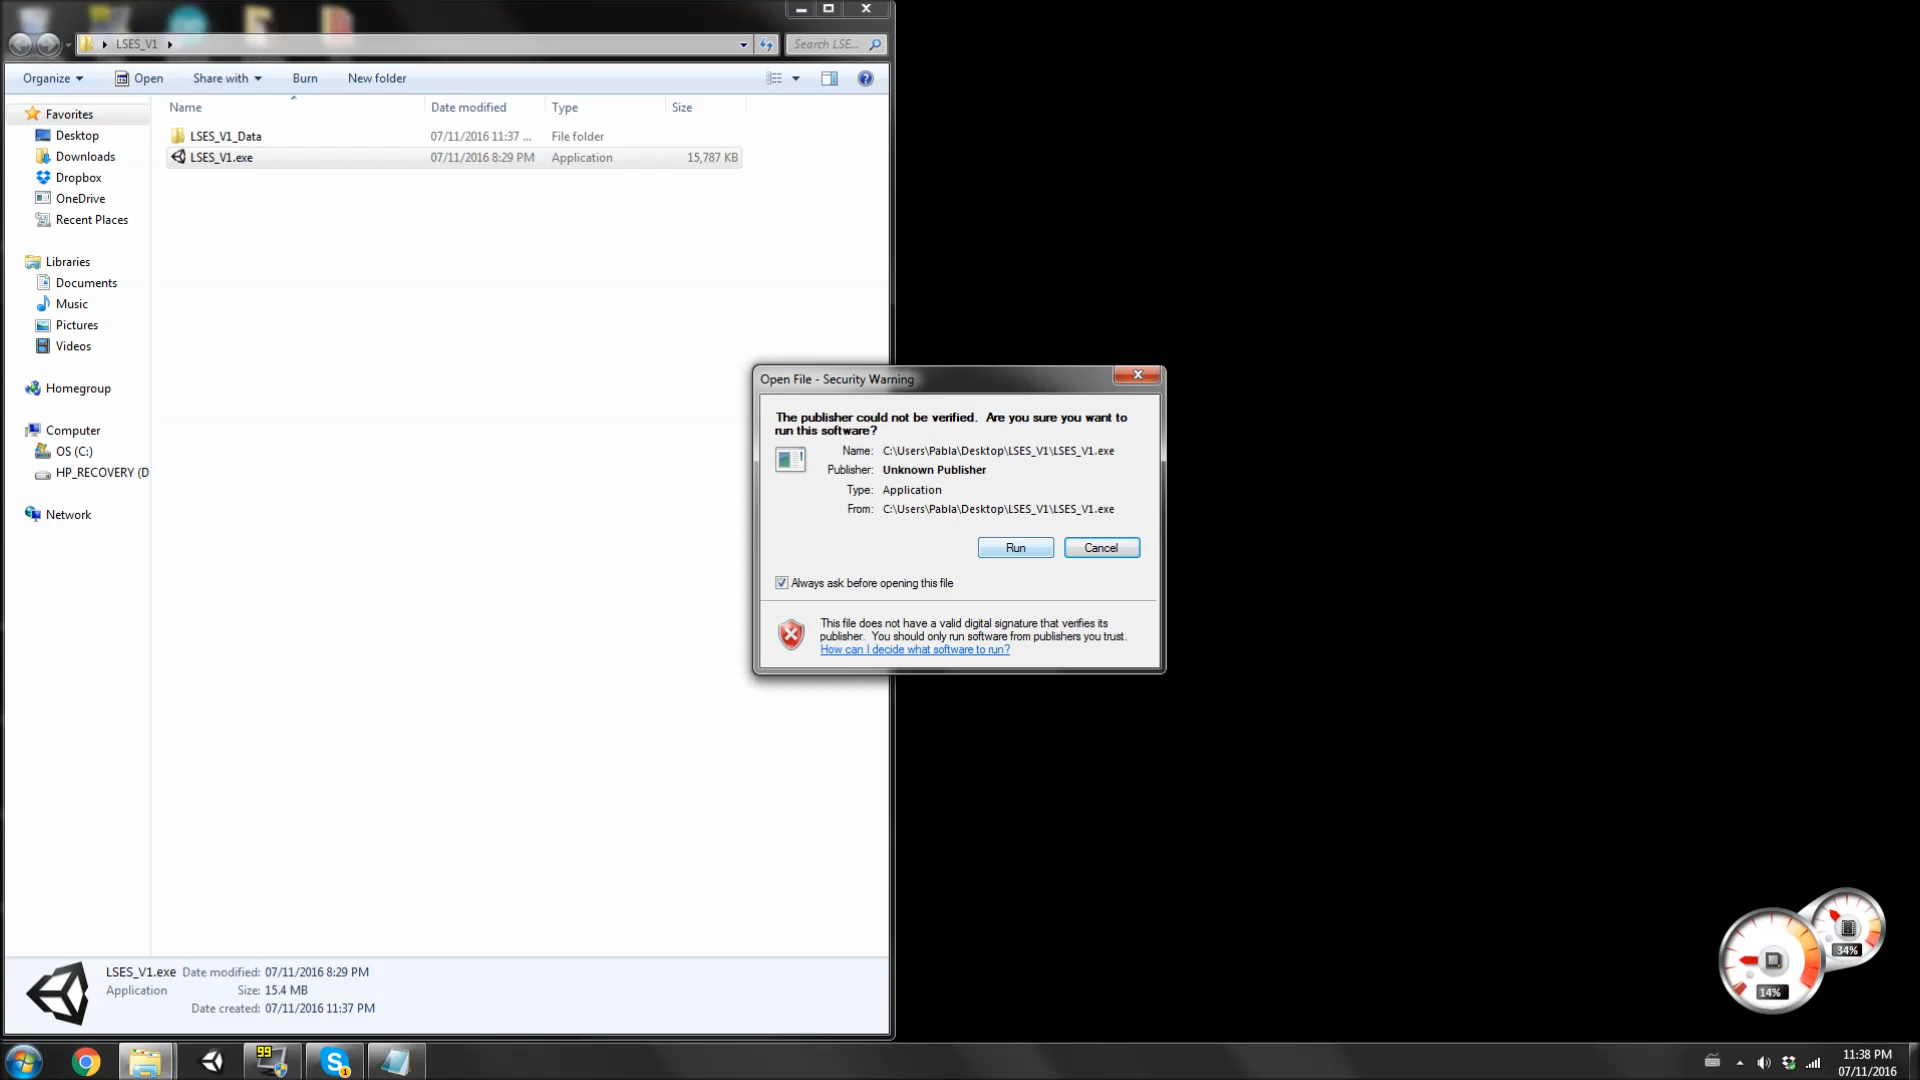 LSES_V1
Search LSE...
Organize Open Share with Burn New folder
Name Date modified Type Size
LSES_V1_Data 07/11/2016 11:37 ... File folder
LSES_V1.exe 07/11/2016 8:29 PM Application 15,787 KB
Favorites
Desktop
Downloads
Dropbox
OneDrive
Recent Places
Libraries
Documents
Music
Pictures
Videos
Homegroup
Computer
OS (C:)
HP_RECOVERY (D
Network
Open File - Security Warning
The publisher could not be verified. Are you sure you want to
run this software?
Name: C:\Users\Pabla\Desktop\LSES_V1\LSES_V1.exe
Publisher: Unknown Publisher
Type: Application
From: C:\Users\Pabla\Desktop\LSES_V1\LSES_V1.exe
Run Cancel
Always ask before opening this file
This file does not have a valid digital signature that verifies its
publisher. You should only run software from publishers you trust.
How can I decide what software to run?
34%
14%
LSES_V1.exe Date modified: 07/11/2016 8:29 PM
Application Size: 15.4 MB
Date created: 07/11/2016 11:37 PM
99
1
11:38 PM
07/11/2016